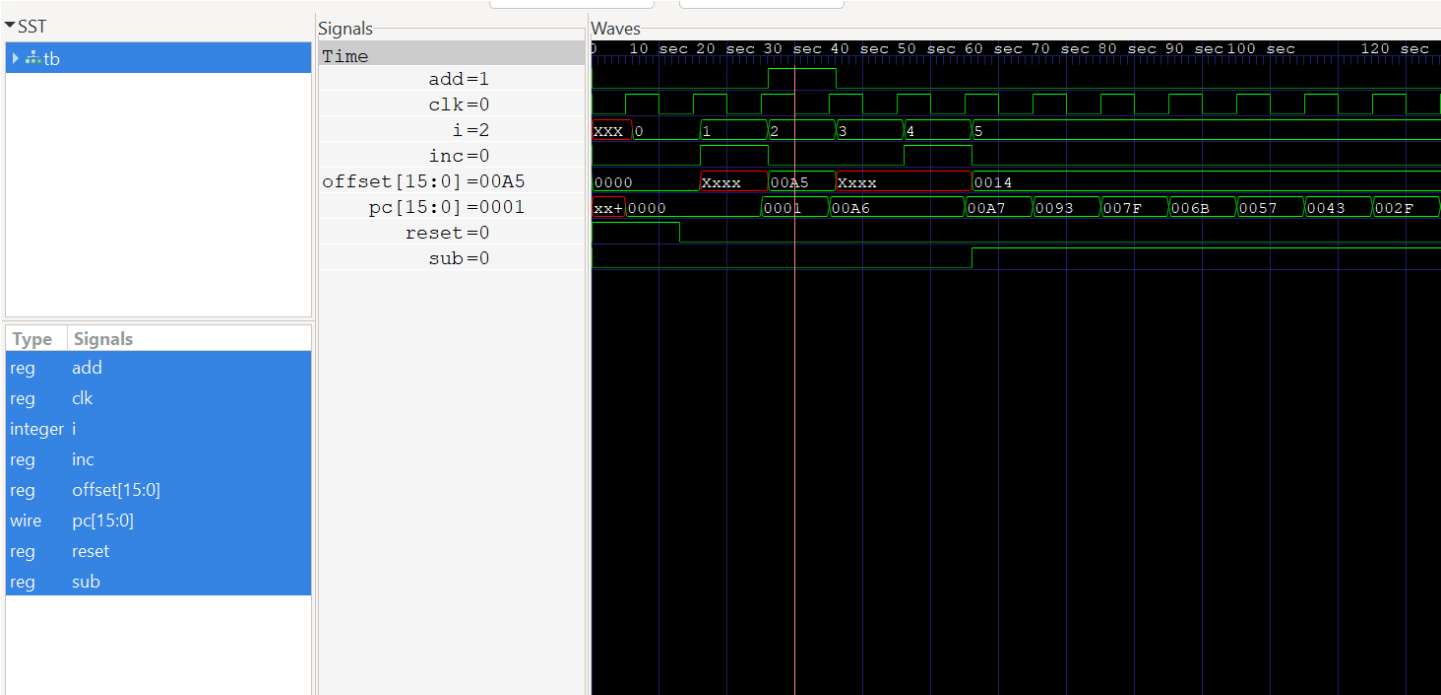 SST
tb
Type Signals
reg add
reg clk
integer i
reg inc
reg offset[15:0]
wire pc[15:0]
reg reset
reg sub
Signals
Time
add=1
clk=0
i=2
inc=0
offset[15:0]=00A5
pc[15:0]=0001
reset=0
sub=0
Waves
0 10 sec 20 sec 30 sec 40 sec 50 sec 60 sec 70 sec 80 sec 90 sec 100 sec 120 sec
xxx 0 1 2 3 4 5
0000 Xxxx 00A5 Xxxx 0014
xx+ 0000 0001 00A6 00A7 0093 007F 006B 0057 0043 002F